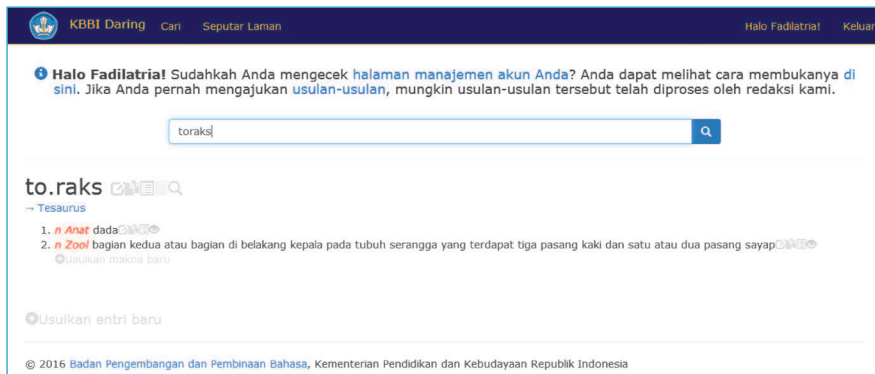 KBBI Daring Cari Seputar Laman Halo Fadilatria! Keluar
Halo Fadilatria! Sudahkah Anda mengecek halaman manajemen akun Anda? Anda dapat melihat cara membukanya di
sini. Jika Anda pernah mengajukan usulan-usulan, mungkin usulan-usulan tersebut telah diproses oleh redaksi kami.
toraks
to.raks
→ Tesaurus
1. n Anat dada
2. n Zool bagian kedua atau bagian di belakang kepala pada tubuh serangga yang terdapat tiga pasang kaki dan satu atau dua pasang sayap
Usulkan makna baru
Usulkan entri baru
© 2016 Badan Pengembangan dan Pembinaan Bahasa, Kementerian Pendidikan dan Kebudayaan Republik Indonesia